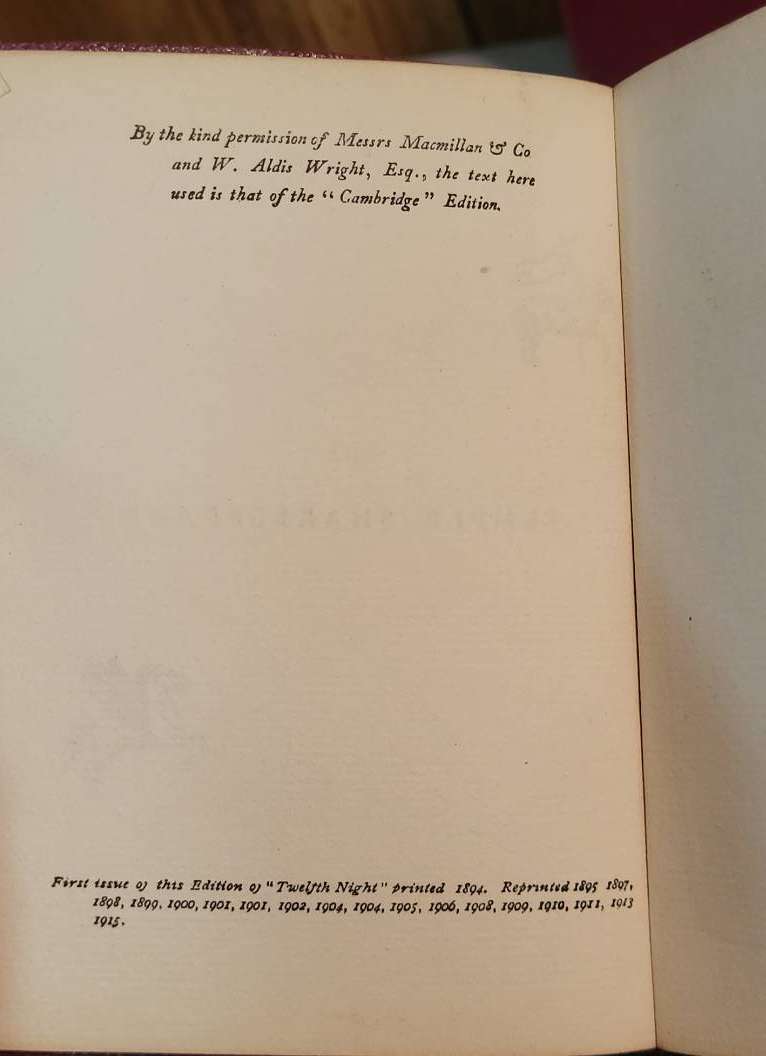 By the kind permission of Messrs Macmillan & Co
and W. Aldis Wright, Esq., the text here
used is that of the “Cambridge” Edition.
First issue of this Edition of "Twelfth Night" printed 1894. Reprinted 1895 1897,
1898, 1899. 1900, 1901, 1901, 1902, 1904, 1904, 1905, 1906, 1908, 1909, 1910, 1911, 1913
1915.